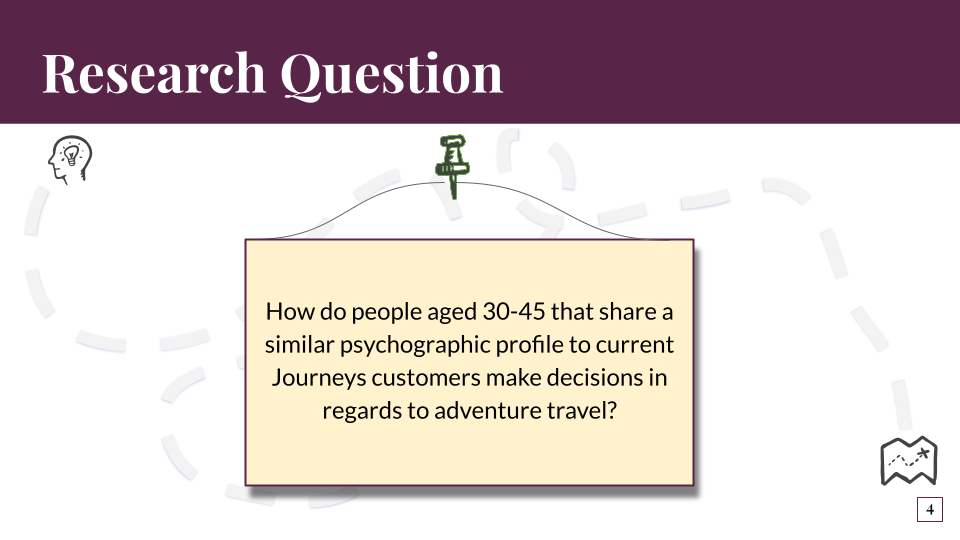 Research Question
How do people aged 30-45 that share a
similar psychographic profile to current
Journeys customers make decisions in
regards to adventure travel?
4